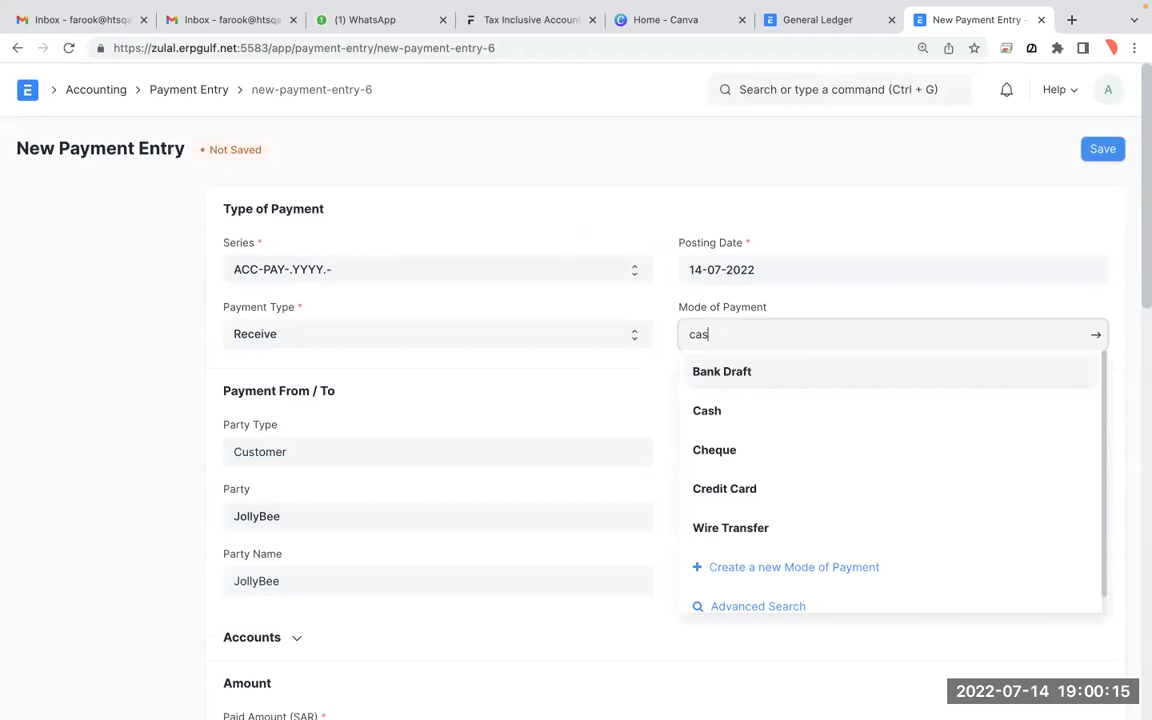 Inbox - farook@htsqa
Inbox - farook@htsqa
(1) WhatsApp
Tax Inclusive Accoun
Home - Canva
General Ledger
New Payment Entry -
https://zulal.erpgulf.net:5583/app/payment-entry/new-payment-entry-6
E
Accounting
Payment Entry
new-payment-entry-6
Search or type a command (Ctrl + G)
Help
A
New Payment Entry
• Not Saved
Save
Type of Payment
Series *
Posting Date *
ACC-PAY-.YYYY.-
14-07-2022
Payment Type *
Mode of Payment
Receive
cas
Bank Draft
Payment From / To
Cash
Party Type
Customer
Cheque
Party
Credit Card
JollyBee
Wire Transfer
Party Name
Create a new Mode of Payment
JollyBee
Advanced Search
Accounts
Amount
Paid Amount (SAR) *
2022-07-14 19:00:15